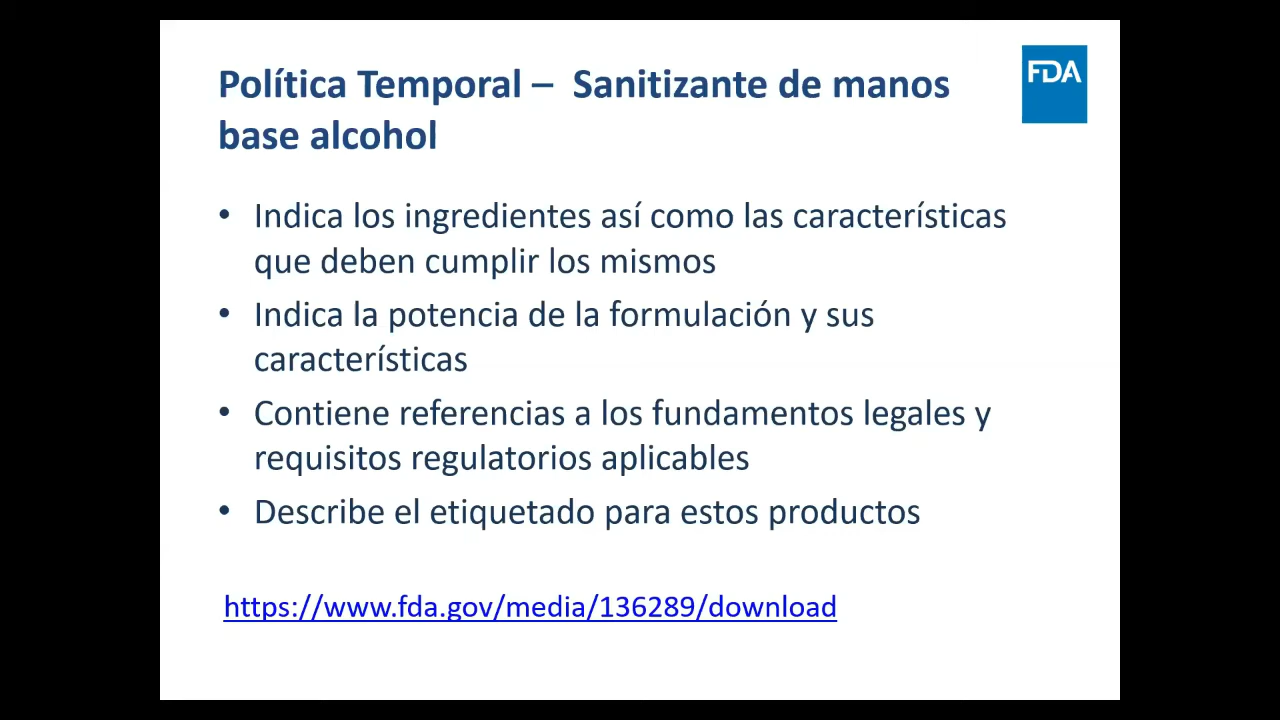 Política Temporal – Sanitizante de manos
base alcohol
FDA
• Indica los ingredientes así como las características
que deben cumplir los mismos
• Indica la potencia de la formulación y sus
características
• Contiene referencias a los fundamentos legales y
requisitos regulatorios aplicables
• Describe el etiquetado para estos productos
https://www.fda.gov/media/136289/download